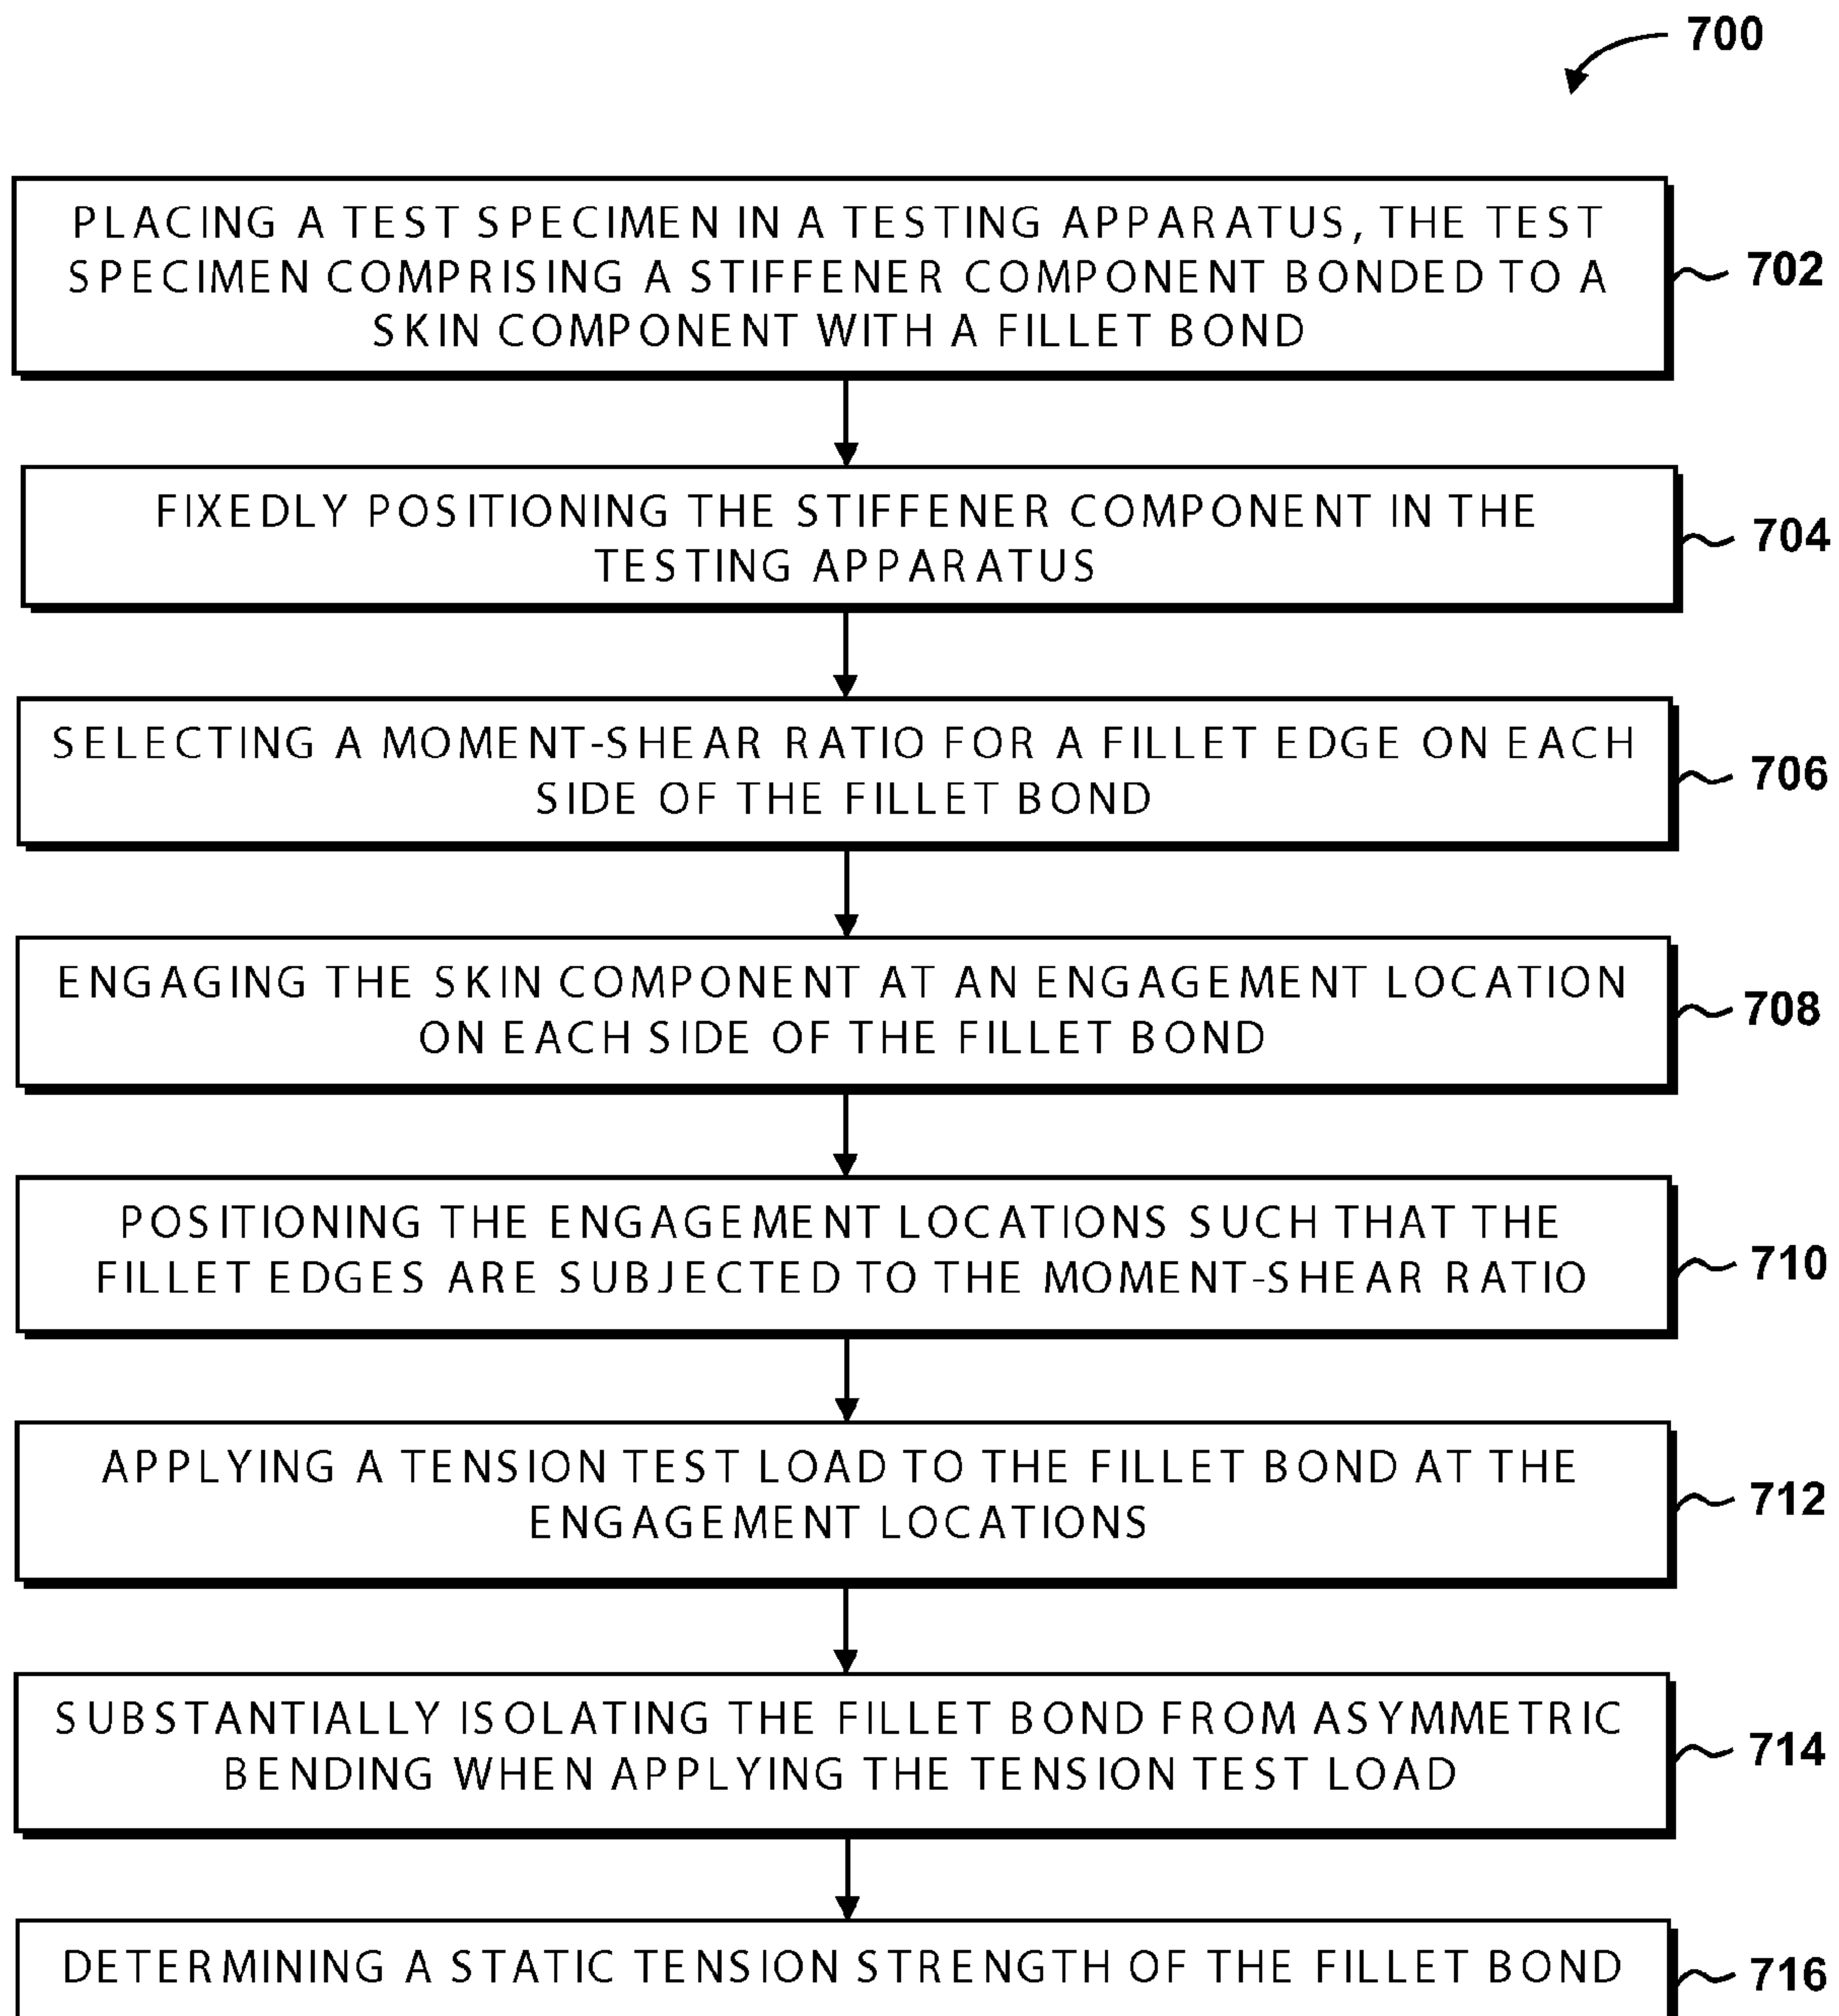 700
PLACING A TEST SPECIMEN IN A TESTING APPARATUS, THE TEST
SPECIMEN COMPRISING A STIFFENER COMPONENT BONDED TO A
SKIN COMPONENT WITH A FILLET BOND
702
FIXEDLY POSITIONING THE STIFFENER COMPONENT IN THE
TESTING APPARATUS
704
SELECTING A MOMENT-SHEAR RATIO FOR A FILLET EDGE ON EACH
SIDE OF THE FILLET BOND
706
ENGAGING THE SKIN COMPONENT AT AN ENGAGEMENT LOCATION
ON EACH SIDE OF THE FILLET BOND
708
POSITIONING THE ENGAGEMENT LOCATIONS SUCH THAT THE
FILLET EDGES ARE SUBJECTED TO THE MOMENT-SHEAR RATIO
710
APPLYING A TENSION TEST LOAD TO THE FILLET BOND AT THE
ENGAGEMENT LOCATIONS
712
SUBSTANTIALLY ISOLATING THE FILLET BOND FROM ASYMMETRIC
BENDING WHEN APPLYING THE TENSION TEST LOAD
714
DETERMINING A STATIC TENSION STRENGTH OF THE FILLET BOND
716